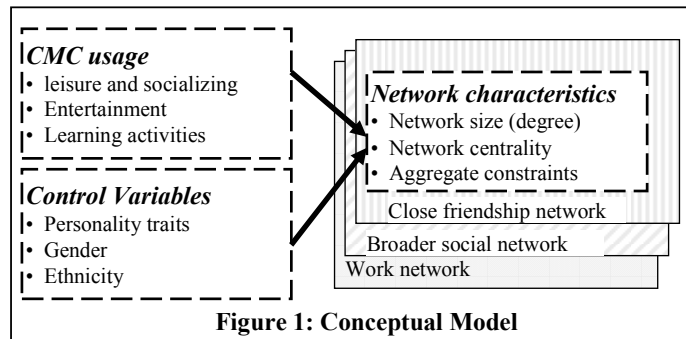 CMC usage
• leisure and socializing
• Entertainment
• Learning activities
Control Variables
• Personality traits
• Gender
• Ethnicity
Network characteristics
• Network size (degree)
• Network centrality
• Aggregate constraints
Close friendship network
Broader social network
Work network
Figure 1: Conceptual Model